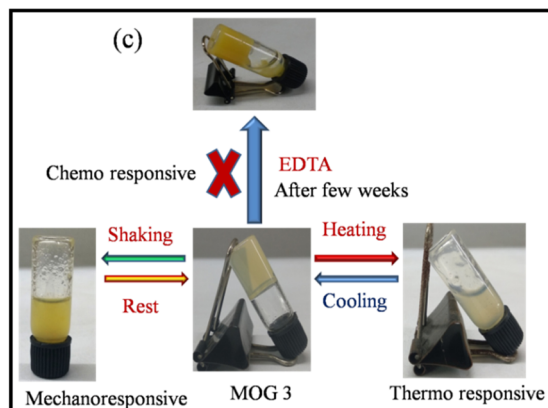 (c)
Chemo responsive
EDTA
After few weeks
Shaking
Rest
Heating
Cooling
Mechanoresponsive
MOG 3
Thermo responsive